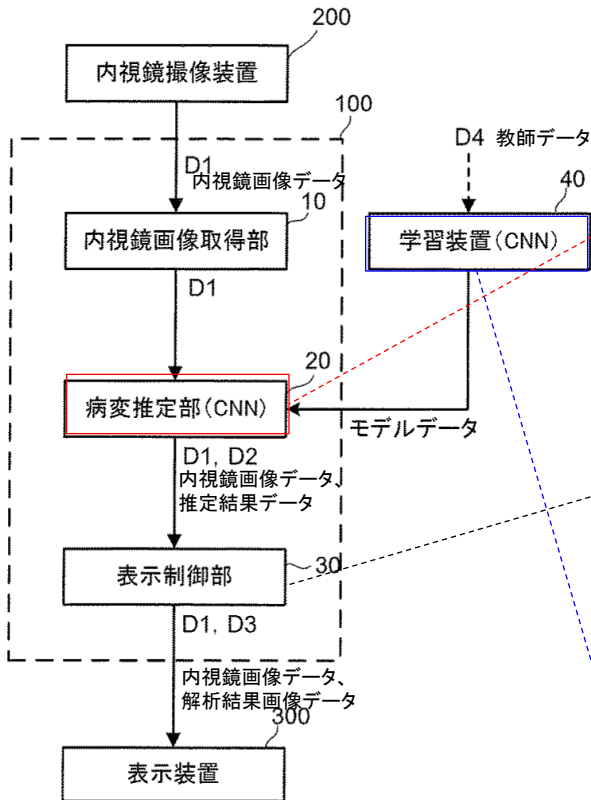 200
内視鏡撮像装置
100
D1
内視鏡画像データ
D4 教師データ
10
40
内視鏡画像取得部
学習装置(CNN)
D1
20
病変推定部(CNN)
モデルデータ
D1, D2
内視鏡画像データ、
推定結果データ
表示制御部
30
D1, D3
内視鏡画像データ、
解析結果画像データ
300
表示装置